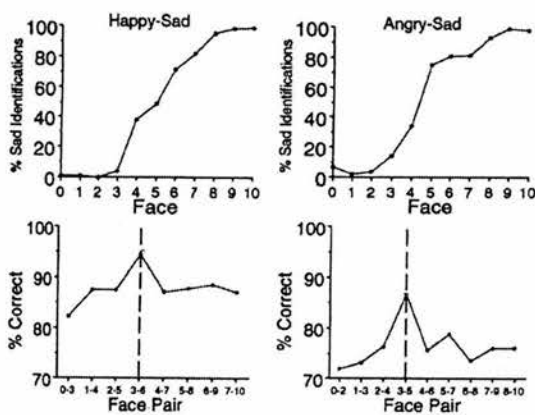 Happy-Sad
% Sad Identifications
100
80
60
40
20
0
0 1 2 3 4 5 6 7 8 9 10
Face
Angry-Sad
% Sad Identifications
100
80
60
40
20
0
0 1 2 3 4 5 6 7 8 9 10
Face
% Correct
100
90
80
70
0-3 1-4 2-5 3-6 4-7 5-8 6-9 7-10
Face Pair
% Correct
100
90
80
70
0-2 1-3 2-4 3-5 4-6 5-7 6-8 7-9 8-10
Face Pair